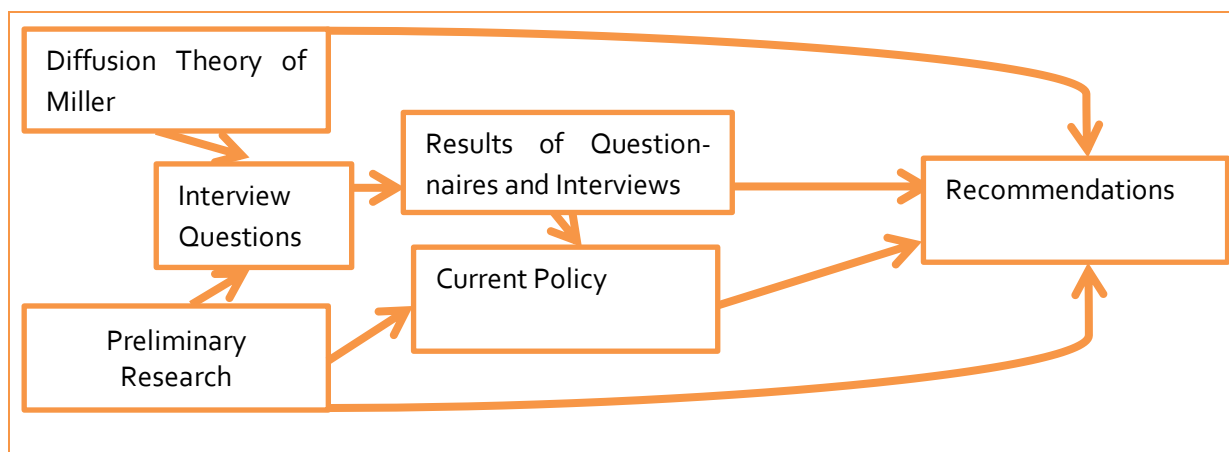 Diffusion Theory of
Miller
Results of Question-
naires and Interviews
Interview
Questions
Recommendations
Current Policy
Preliminary
Research